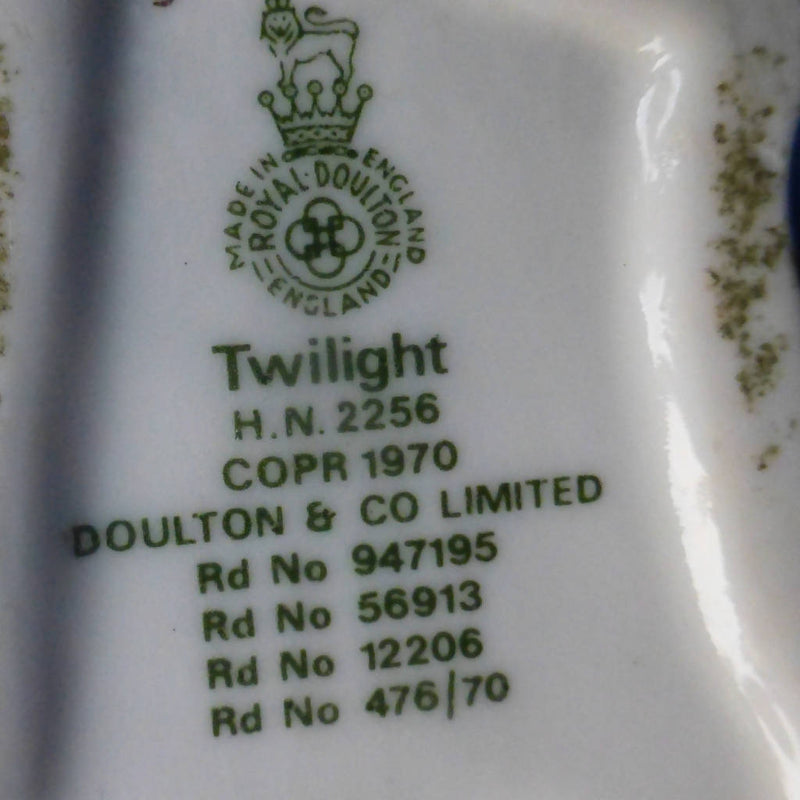 MADE IN ENGLAND
ROYAL·DOULTON
ENGLAND
Twilight
H.N. 2256
COPR 1970
DOULTON & CO LIMITED
Rd No 947195
Rd No 56913
Rd No 12206
Rd No 476/70